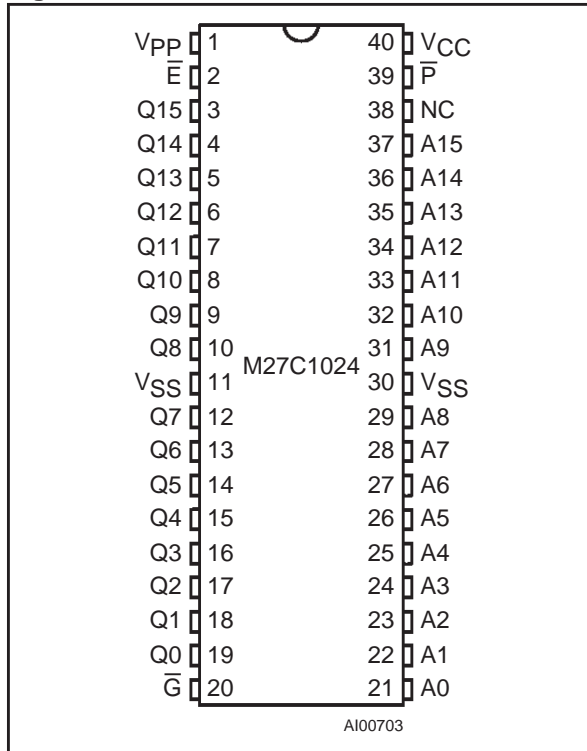 VPP 1 40 VCC
E̅ 2 39 P̅
Q15 3 38 NC
Q14 4 37 A15
Q13 5 36 A14
Q12 6 35 A13
Q11 7 34 A12
Q10 8 33 A11
Q9 9 32 A10
Q8 10 31 A9
M27C1024
VSS 11 30 VSS
Q7 12 29 A8
Q6 13 28 A7
Q5 14 27 A6
Q4 15 26 A5
Q3 16 25 A4
Q2 17 24 A3
Q1 18 23 A2
Q0 19 22 A1
G̅ 20 21 A0
AI00703